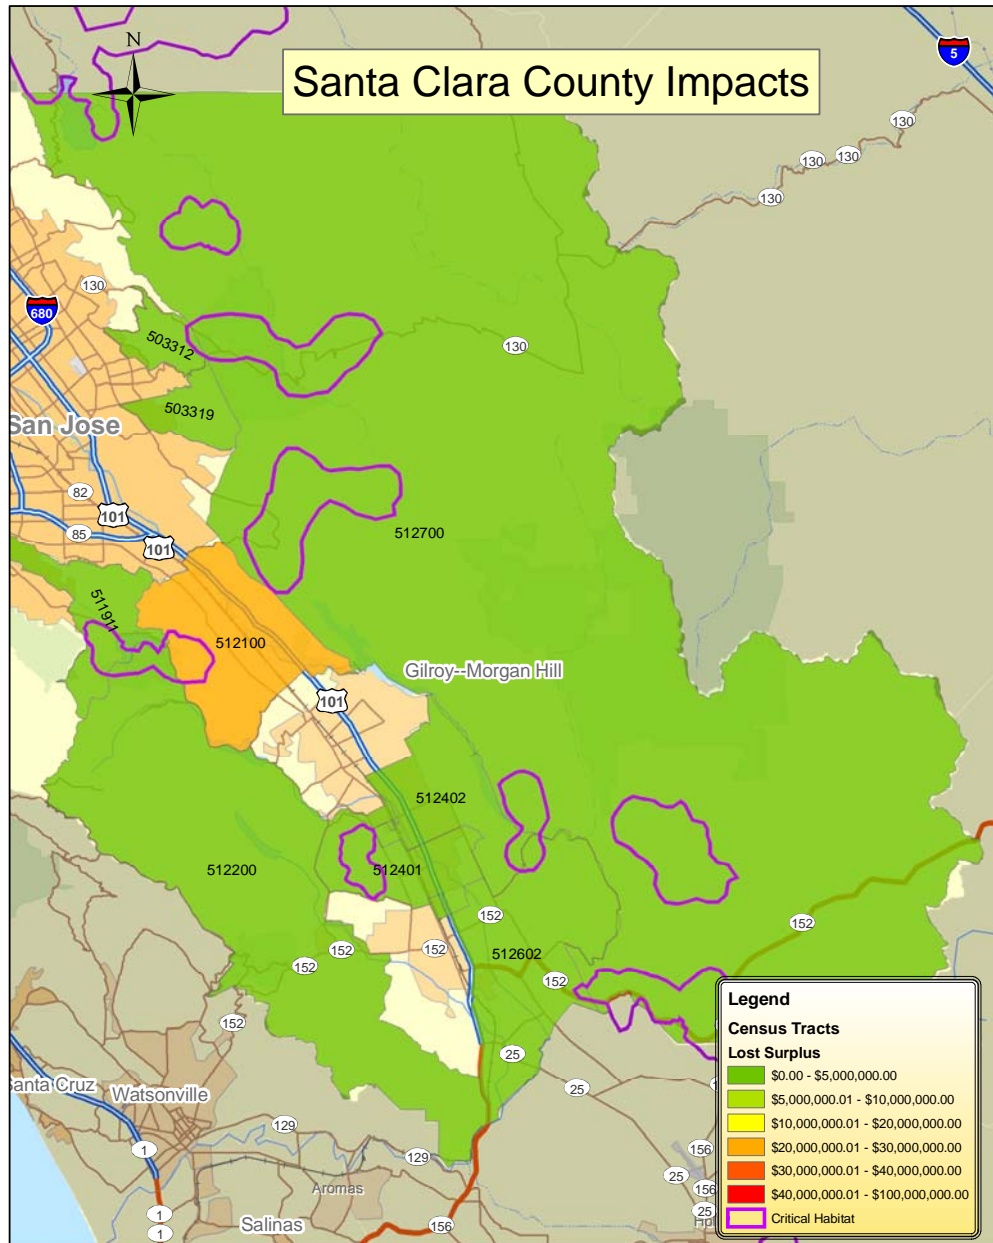 N
Santa Clara County Impacts
5
130
130
130
130
130
680
503312
130
503319
San Jose
82
101
85
101
512700
511911
512100
Gilroy--Morgan Hill
101
512402
512200
512401
152
152
152
152
512602
152
152
152
25
25
Santa Cruz
Watsonville
129
1
129
Aromas
1
1
Salinas
156
156
25
156
25
Legend
Census Tracts
Lost Surplus
$0.00 - $5,000,000.00
$5,000,000.01 - $10,000,000.00
$10,000,000.01 - $20,000,000.00
$20,000,000.01 - $30,000,000.00
$30,000,000.01 - $40,000,000.00
$40,000,000.01 - $100,000,000.00
Critical Habitat